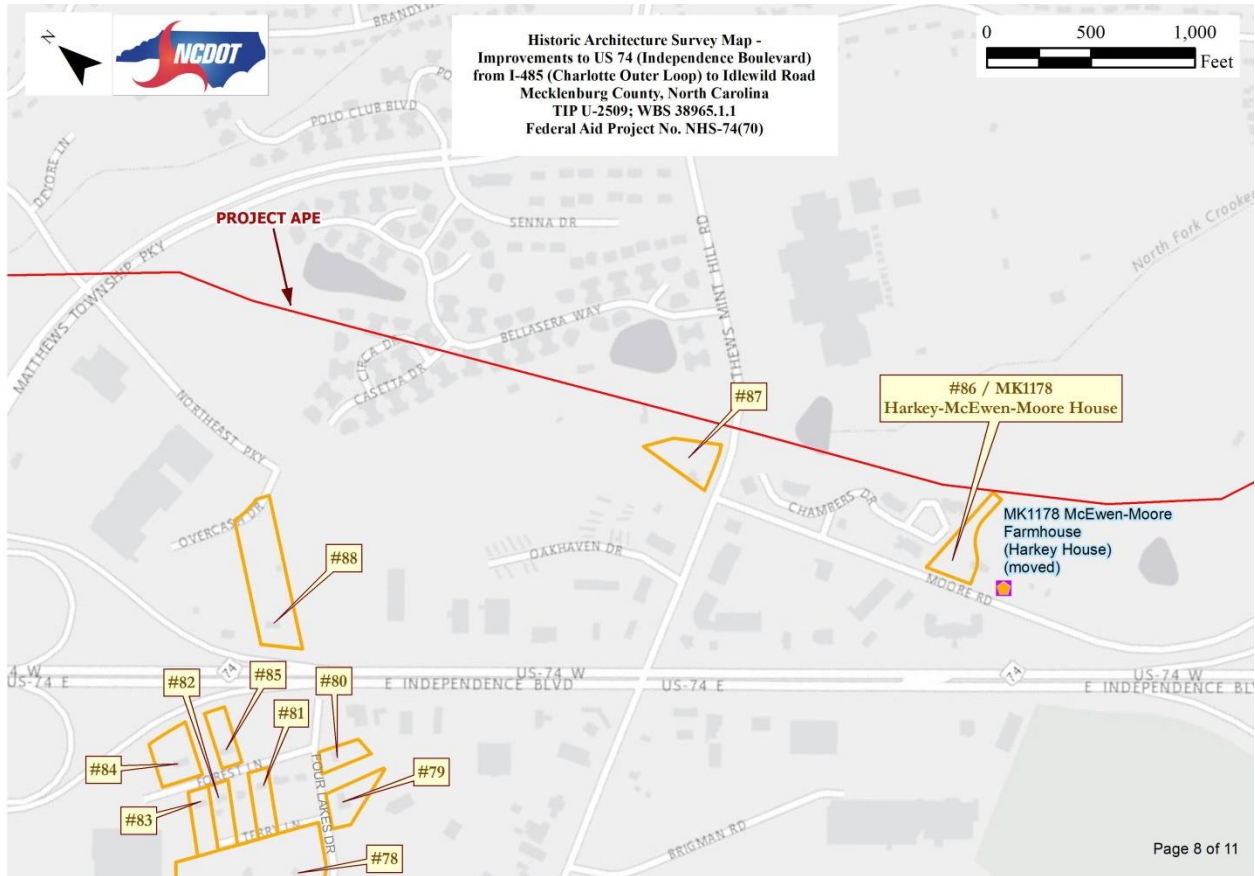 N
NCDOT
Historic Architecture Survey Map -
Improvements to US 74 (Independence Boulevard)
from I-485 (Charlotte Outer Loop) to Idlewild Road
Mecklenburg County, North Carolina
TIP U-2509; WBS 38965.1.1
Federal Aid Project No. NHS-74(70)
0 500 1,000
Feet
BRANDYW
POLO CLUB BLVD
DEVORE LN
SENNA DR
PROJECT APE
MATTHEWS TOWNSHIP PKY
North Fork Crooked
THEWS MINT HILL RD
BELLASERA WAY
CIRCA DR
CASETTA DR
NORTHEAST PKY
#87
#86 / MK1178
Harkey-McEwen-Moore House
CHAMBERS DR
MK1178 McEwen-Moore
Farmhouse
(Harkey House)
(moved)
OVERCASH DR
OAKHAVEN DR
#88
MOORE RD
4 W
US-74 E
74
US-74 W
E INDEPENDENCE BLVD
US-74 E
74
US-74 W
E INDEPENDENCE BLV
#82
#85
#80
#81
#84
FOREST LN
POUR LAKES DR
#79
#83
TERRY LN
BRIGMAN RD
#78
Page 8 of 11